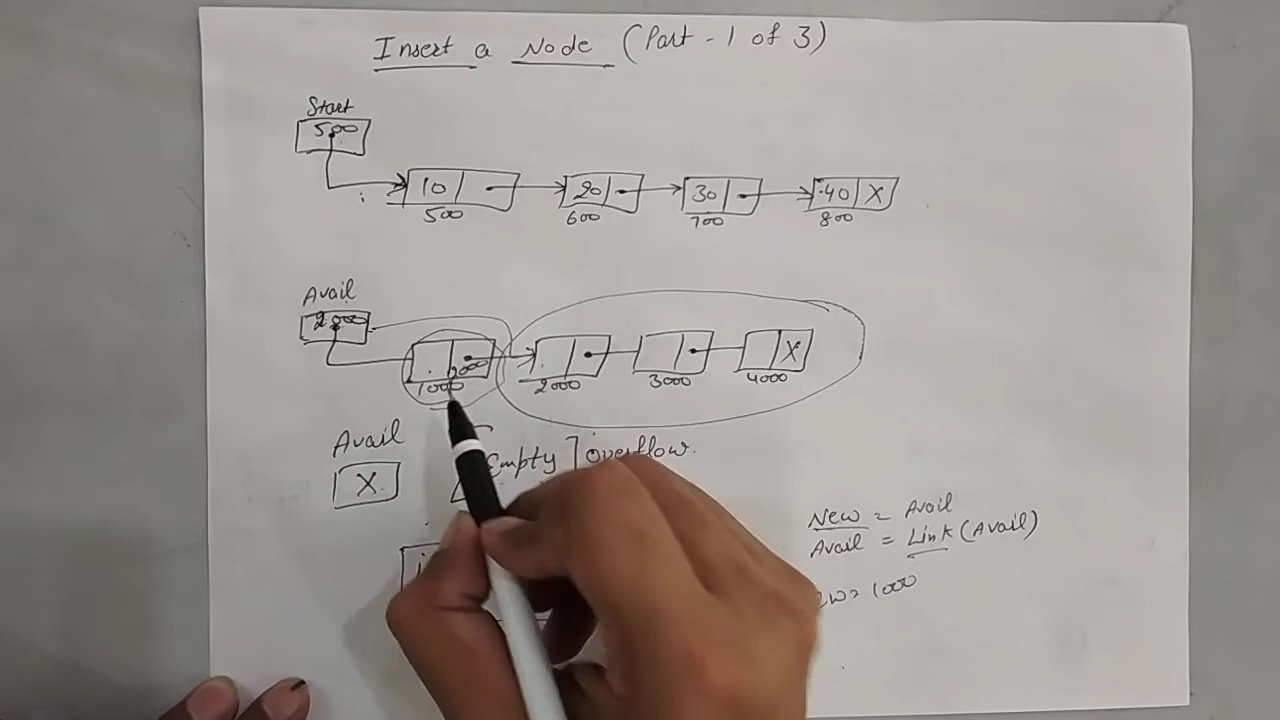 Insert a Node (Part - 1 of 3)
Start
500
10 20 30 40 X
500 600 700 800
Avail
2000
2000 X
1000 2000 3000 4000
Avail
X
Empty ] overflow.
New = Avail
Avail = Link (Avail)
= 1000